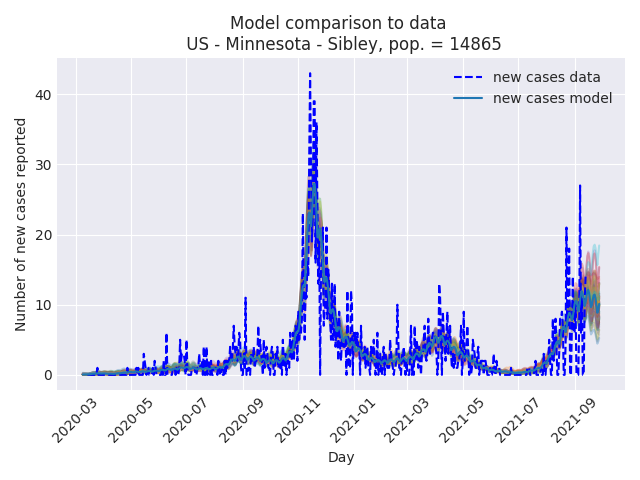 Model comparison to data
US - Minnesota - Sibley, pop. = 14865
new cases data
new cases model
Number of new cases reported
40
30
20
10
0
2020-03
2020-05
2020-07
2020-09
2020-11
2021-01
2021-03
2021-05
2021-07
2021-09
Day